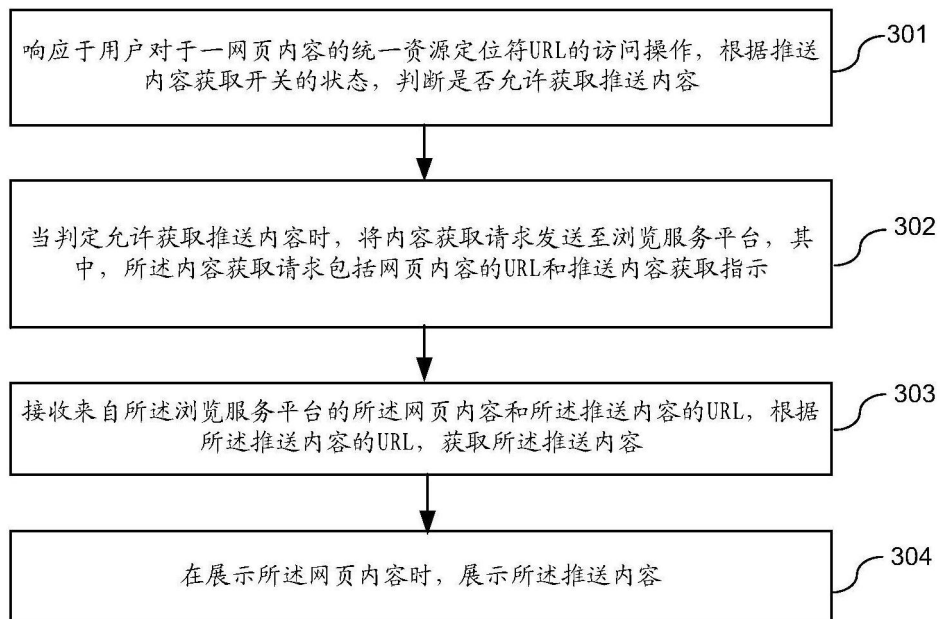 响应于用户对于一网页内容的统一资源定位符URL的访问操作，根据推送
内容获取开关的状态，判断是否允许获取推送内容
301
当判定允许获取推送内容时，将内容获取请求发送至浏览服务平台，其
中，所述内容获取请求包括网页内容的URL和推送内容获取指示
302
接收来自所述浏览服务平台的所述网页内容和所述推送内容的URL，根据
所述推送内容的URL，获取所述推送内容
303
在展示所述网页内容时，展示所述推送内容
304